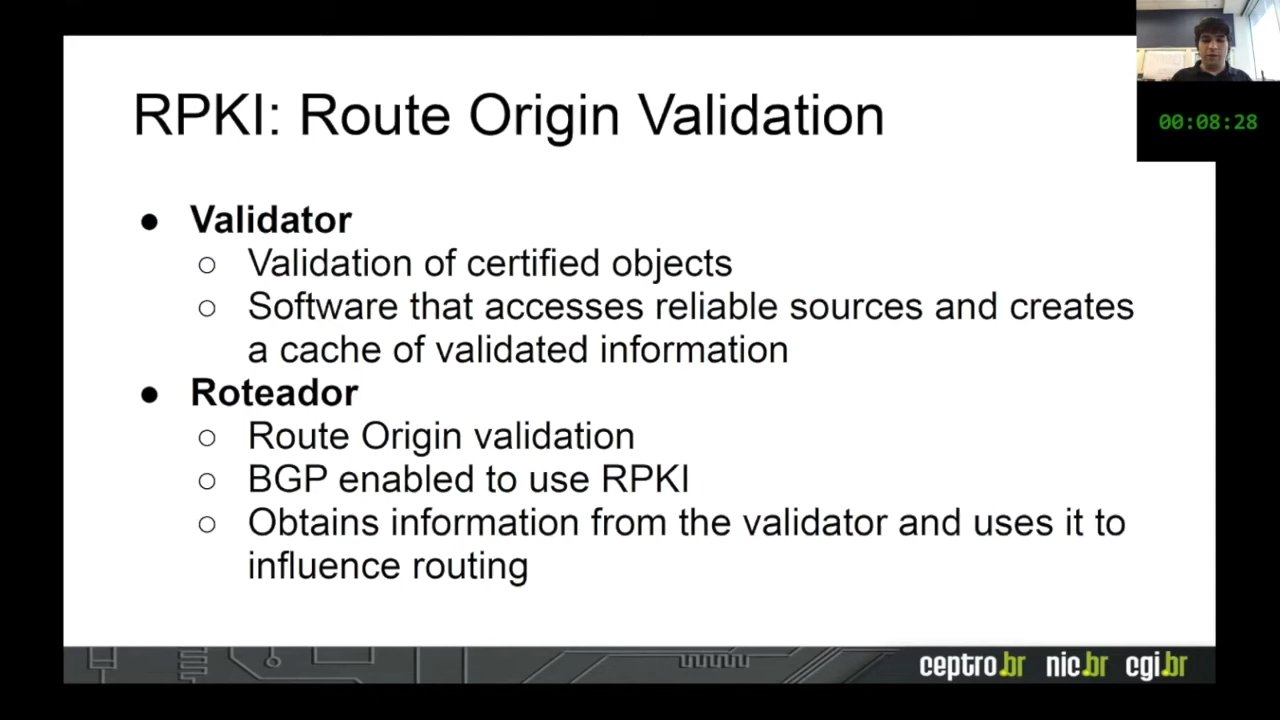 RPKI: Route Origin Validation
00:08:28
● Validator
○ Validation of certified objects
○ Software that accesses reliable sources and creates
a cache of validated information
● Roteador
○ Route Origin validation
○ BGP enabled to use RPKI
○ Obtains information from the validator and uses it to
influence routing
ceptro.br nic.br cgi.br